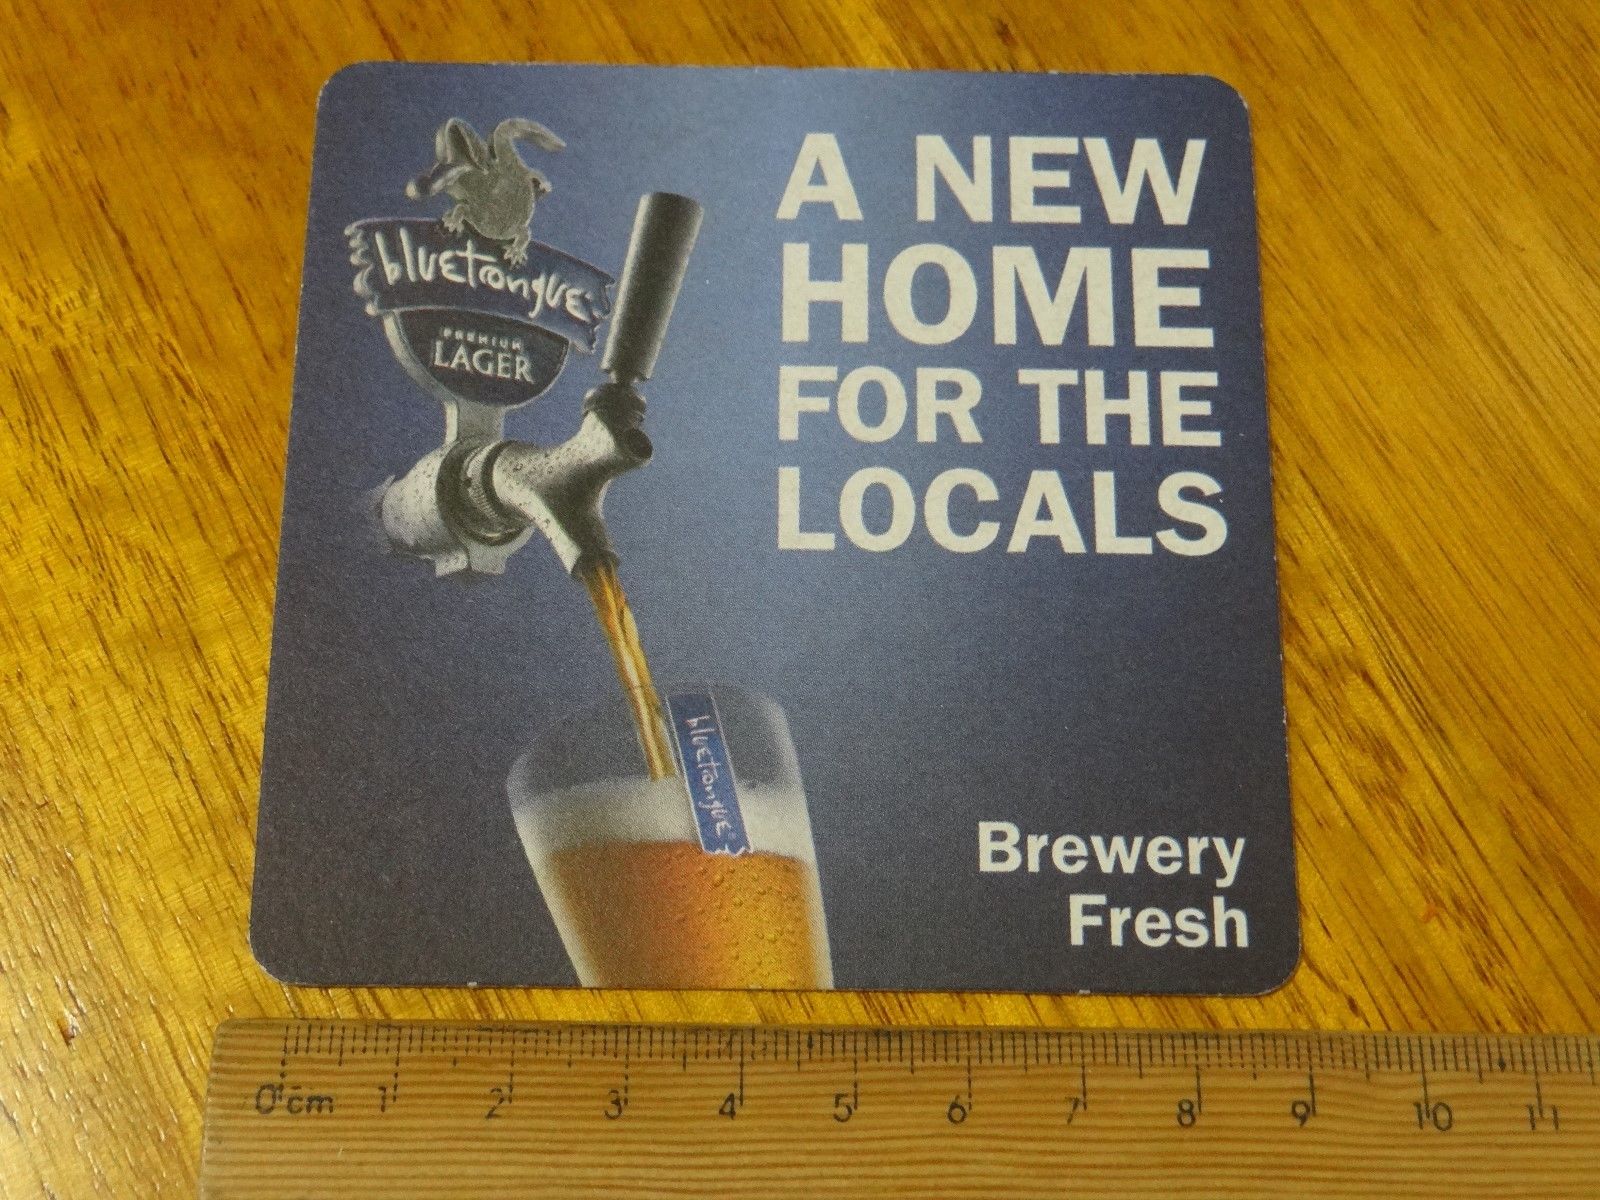 bluetongue
PREMIUM
LAGER
A NEW
HOME
FOR THE
LOCALS
bluetongue
Brewery
Fresh
0 cm 1 2 3 4 5 6 7 8 9 10 11